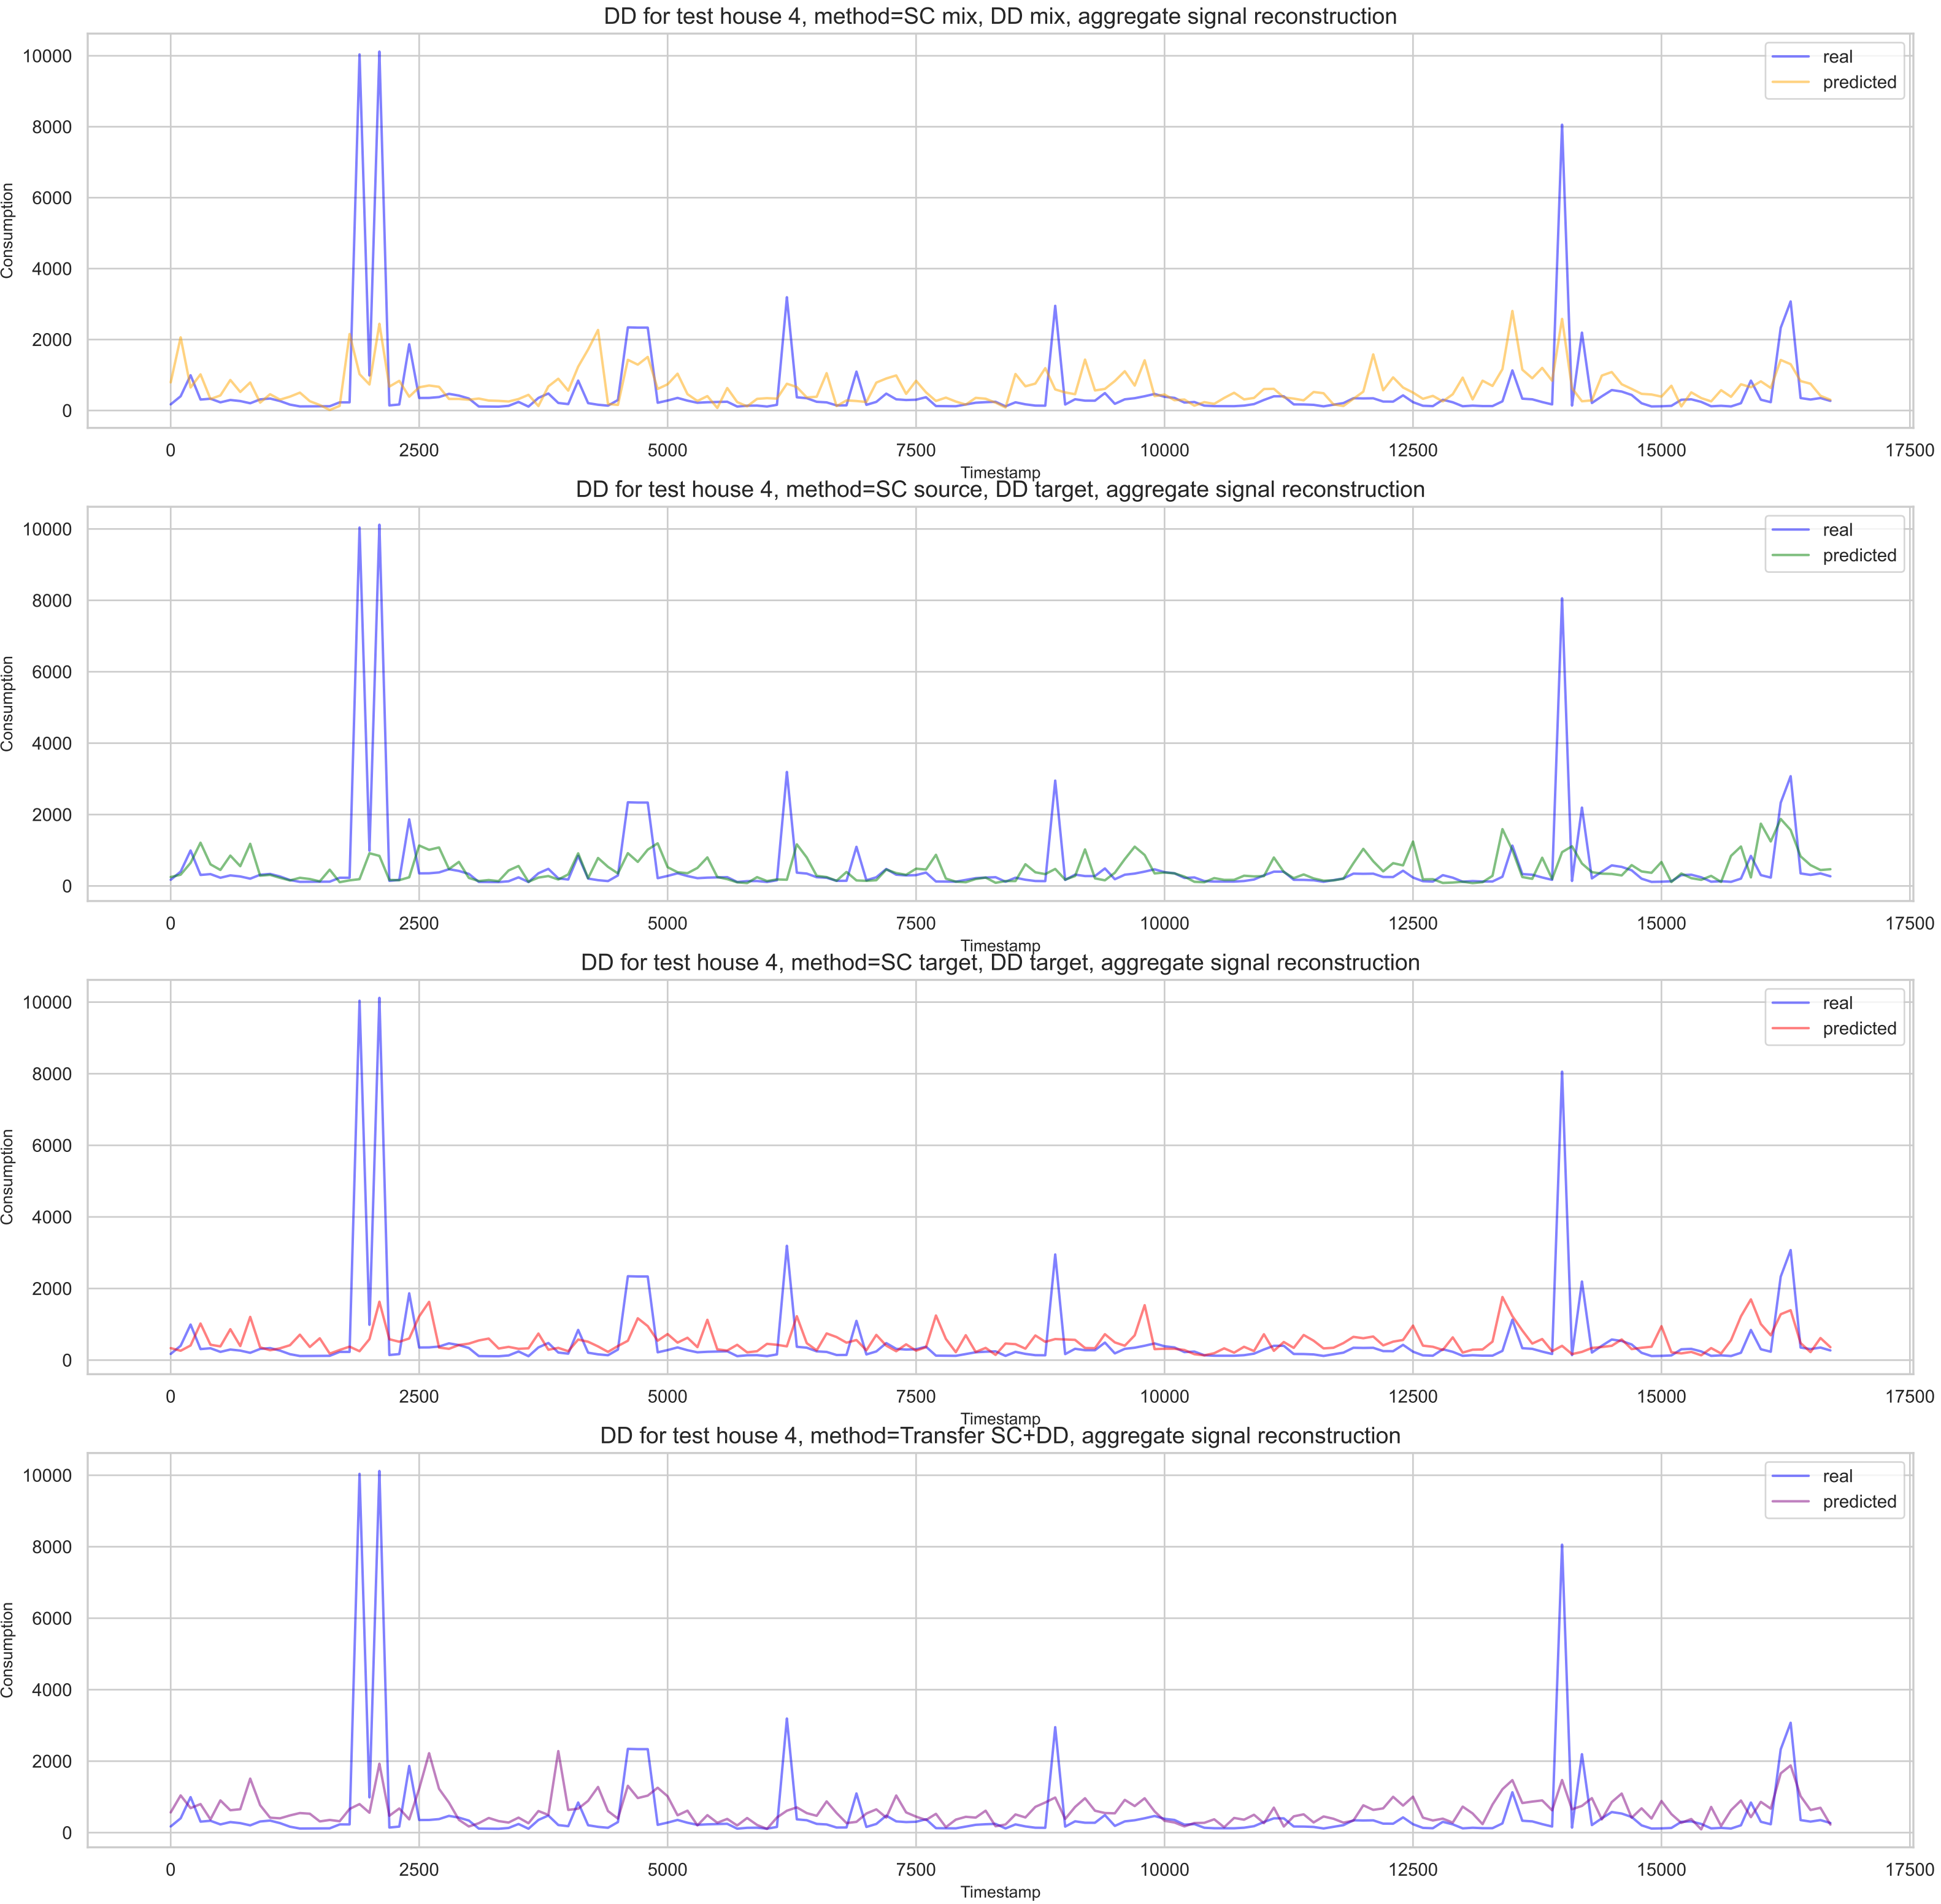 DD for test house 4, method=SC mix, DD mix, aggregate signal reconstruction
10000
8000
6000
4000
2000
0
Consumption
real
predicted
0 2500 5000 7500 10000 12500 15000 17500
Timestamp
DD for test house 4, method=SC source, DD target, aggregate signal reconstruction
10000
8000
6000
4000
2000
0
Consumption
real
predicted
0 2500 5000 7500 10000 12500 15000 17500
Timestamp
DD for test house 4, method=SC target, DD target, aggregate signal reconstruction
10000
8000
6000
4000
2000
0
Consumption
real
predicted
0 2500 5000 7500 10000 12500 15000 17500
Timestamp
DD for test house 4, method=Transfer SC+DD, aggregate signal reconstruction
10000
8000
6000
4000
2000
0
Consumption
real
predicted
0 2500 5000 7500 10000 12500 15000 17500
Timestamp